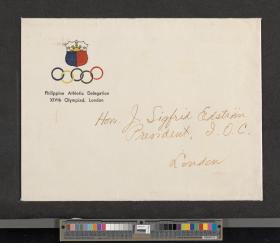 Philippine Athletic Delegation
XIVth Olympiad, London
Hon. J. Sigfrid Edström
President, I.O.C.
London